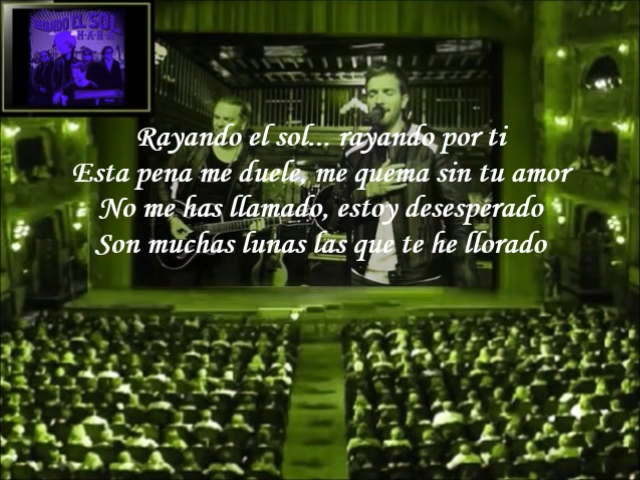 Rayando el sol... rayando por ti
Esta pena me duele, me quema sin tu amor
No me has llamado, estoy desesperado
Son muchas lunas las que te he llorado